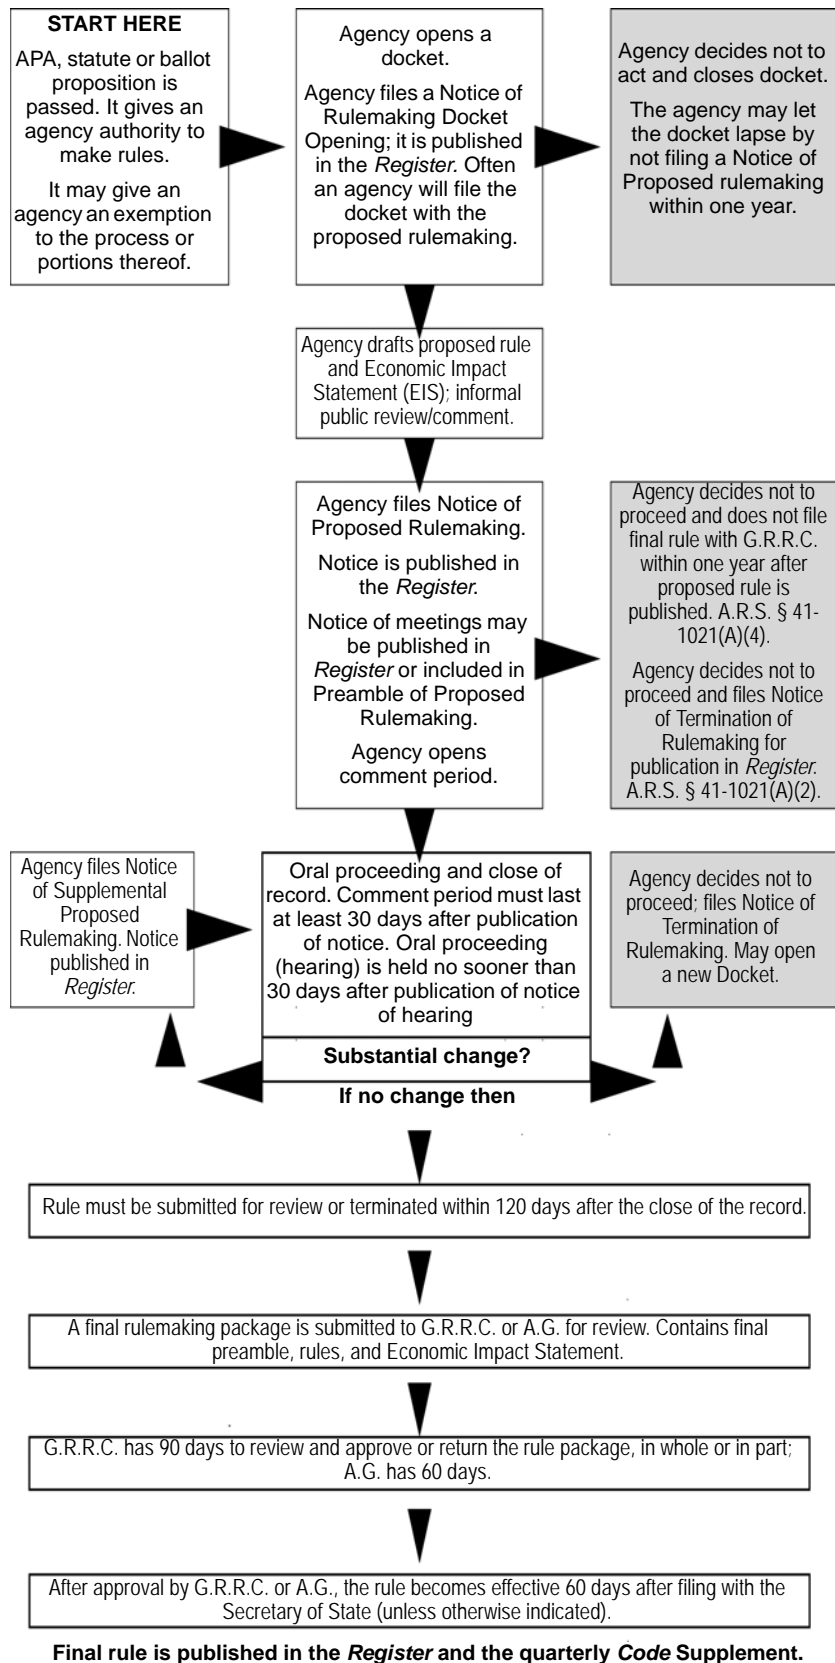 START HERE
APA, statute or ballot
proposition is
passed. It gives an
agency authority to
make rules.
It may give an
agency an exemption
to the process or
portions thereof.
Agency opens a
docket.
Agency files a Notice of
Rulemaking Docket
Opening; it is published
in the Register. Often
an agency will file the
docket with the
proposed rulemaking.
Agency decides not to
act and closes docket.
The agency may let
the docket lapse by
not filing a Notice of
Proposed rulemaking
within one year.
Agency drafts proposed rule
and Economic Impact
Statement (EIS); informal
public review/comment.
Agency files Notice of
Proposed Rulemaking.
Notice is published in
the Register.
Notice of meetings may
be published in
Register or included in
Preamble of Proposed
Rulemaking.
Agency opens
comment period.
Agency decides not to
proceed and does not file
final rule with G.R.R.C.
within one year after
proposed rule is
published. A.R.S. § 41-
1021(A)(4).
Agency decides not to
proceed and files Notice
of Termination of
Rulemaking for
publication in Register.
A.R.S. § 41-1021(A)(2).
Agency files Notice
of Supplemental
Proposed
Rulemaking. Notice
published in
Register.
Oral proceeding and close of
record. Comment period must last
at least 30 days after publication
of notice. Oral proceeding
(hearing) is held no sooner than
30 days after publication of notice
of hearing
Agency decides not to
proceed; files Notice of
Termination of
Rulemaking. May open
a new Docket.
Substantial change?
If no change then
Rule must be submitted for review or terminated within 120 days after the close of the record.
A final rulemaking package is submitted to G.R.R.C. or A.G. for review. Contains final
preamble, rules, and Economic Impact Statement.
G.R.R.C. has 90 days to review and approve or return the rule package, in whole or in part;
A.G. has 60 days.
After approval by G.R.R.C. or A.G., the rule becomes effective 60 days after filing with the
Secretary of State (unless otherwise indicated).
Final rule is published in the Register and the quarterly Code Supplement.